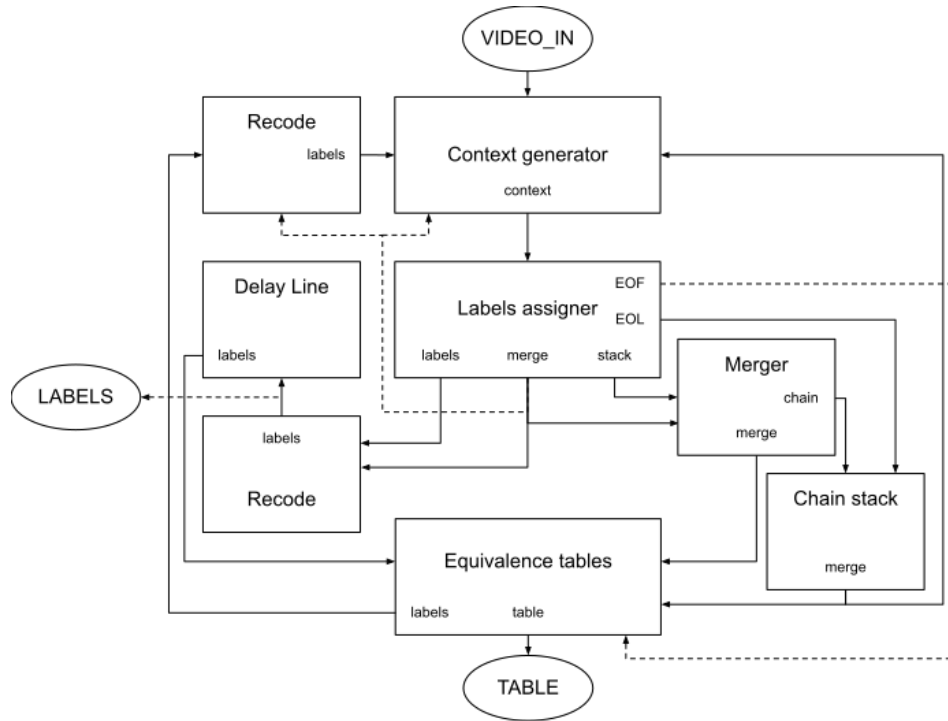 VIDEO_IN
Recode
labels
Context generator
context
Delay Line
labels
Labels assigner
EOF
EOL
labels merge stack
Merger
chain
merge
LABELS
labels
Recode
Chain stack
merge
Equivalence tables
labels table
TABLE